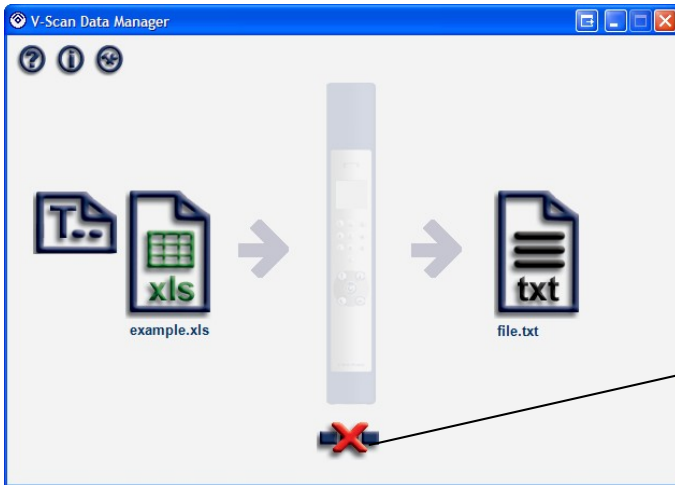 V-Scan Data Manager
?
i
T..
xls
txt
example.xls
file.txt